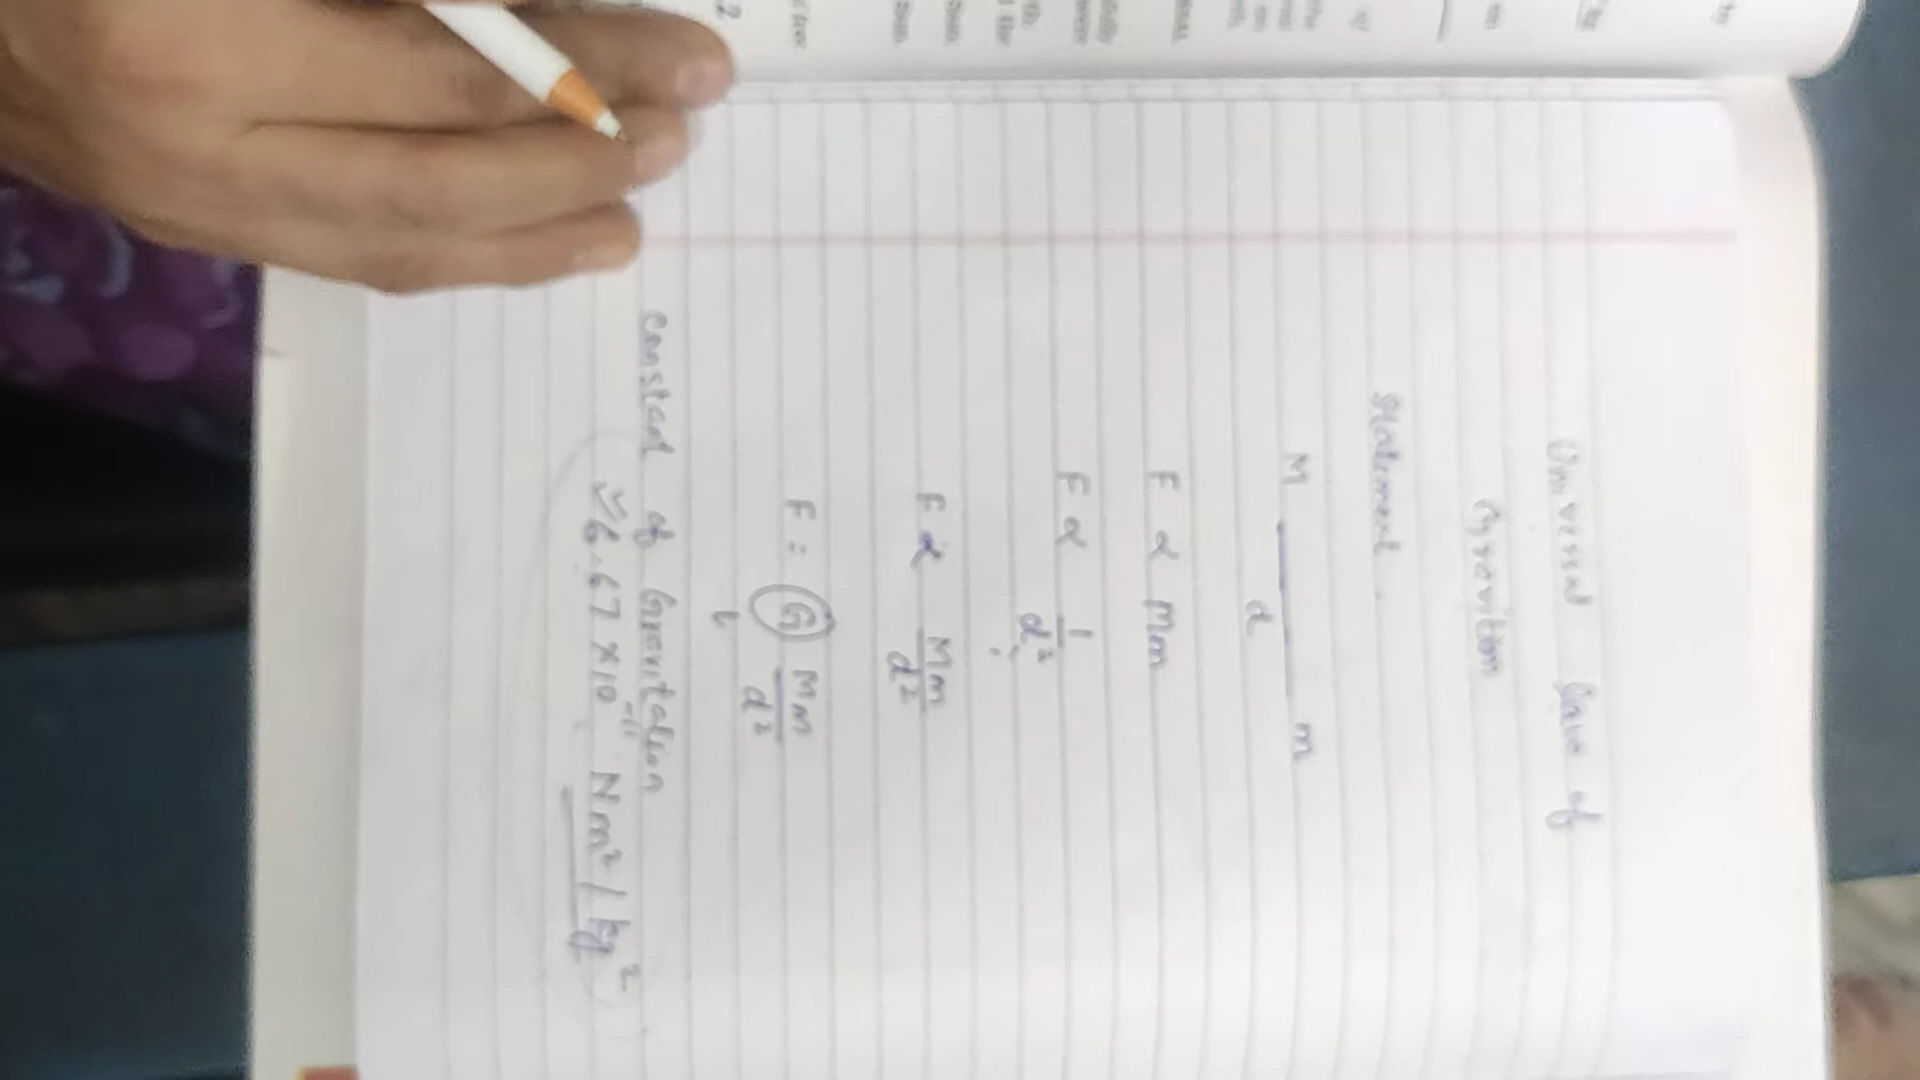 Universal Law of
Gravitation
Statement.
M ——— m
d
F α Mm
F α 1/d²
F α Mm/d²
F = G Mm/d²
Constant of Gravitation
6.67 × 10⁻¹¹ Nm²/kg²